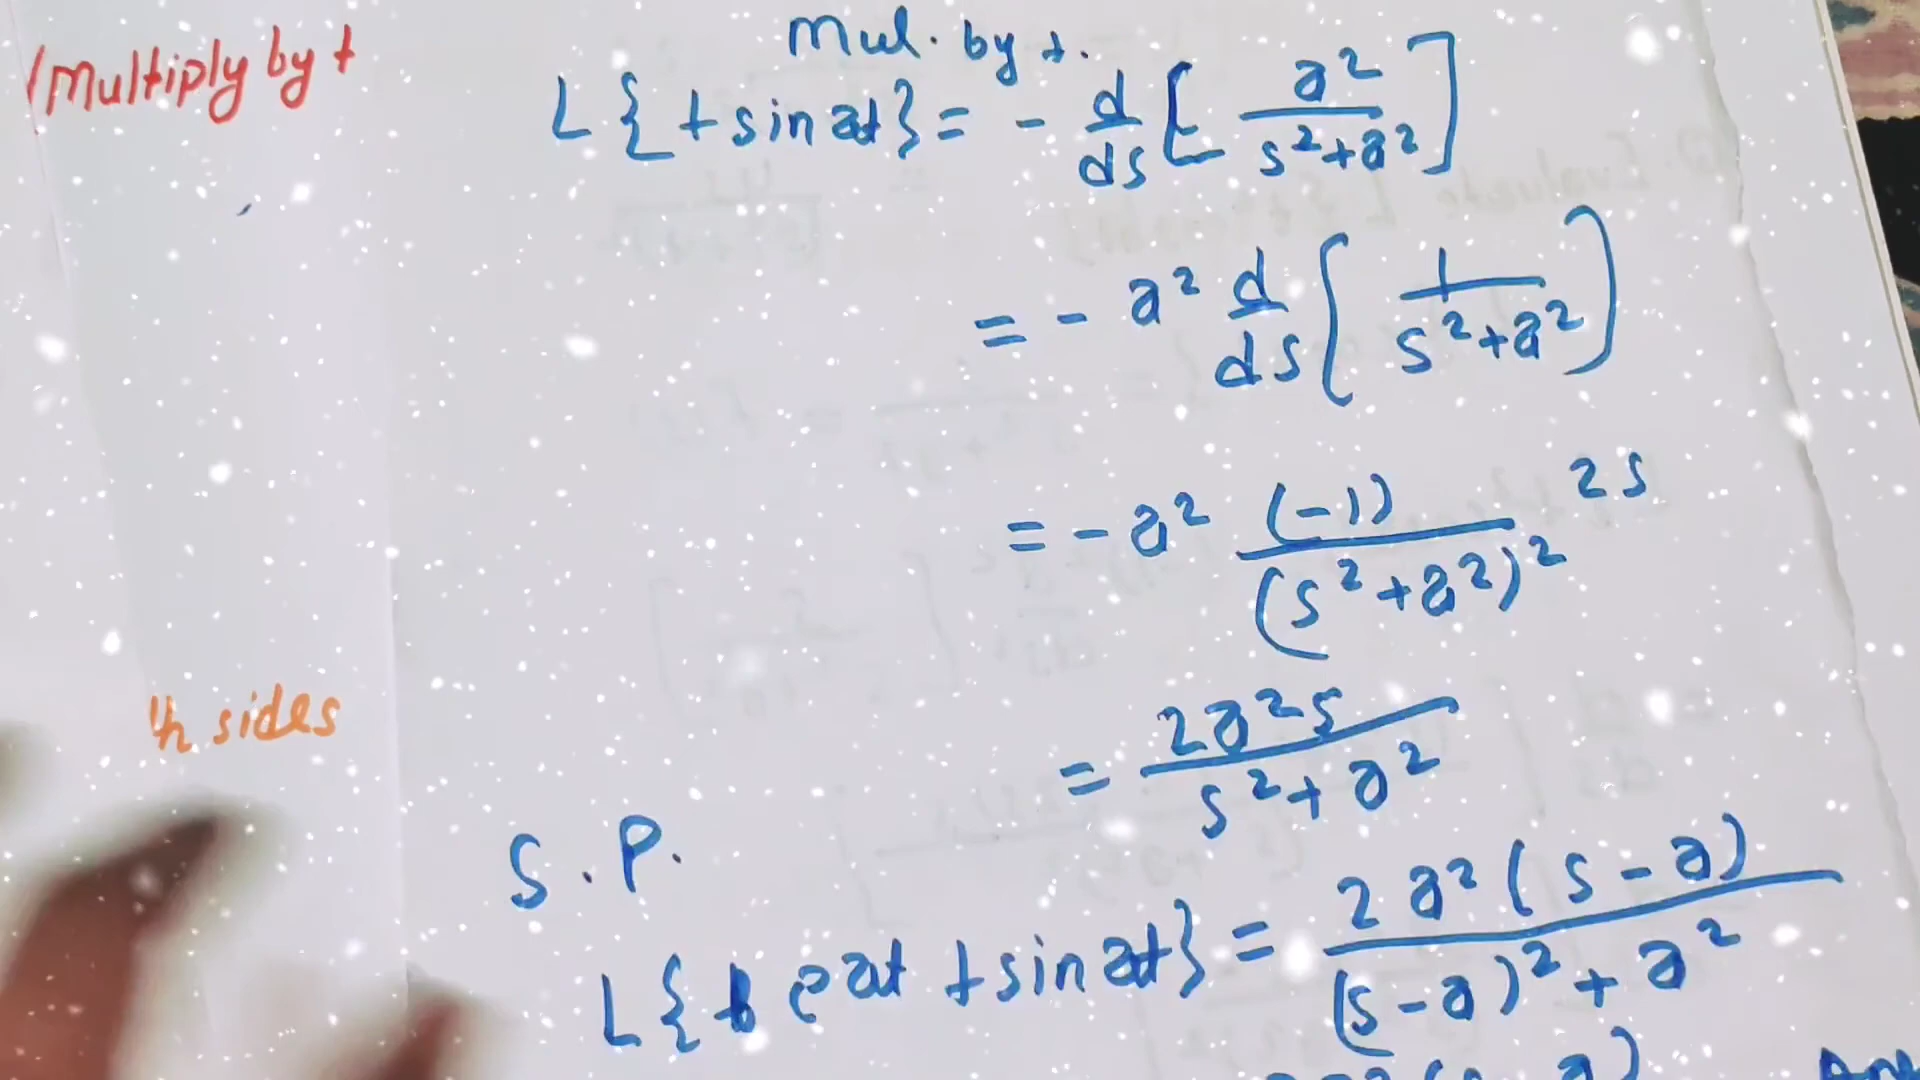 Multiply by t
Mul. by t.
L{t sin at} = - d/ds [a²/(s²+a²)]
= - a² d/ds (1/(s²+a²))
= - a² (-1)/(s²+a²)² 2s
th sides
= 2a²s/(s²+a²)
S.P.
L{ e^at t sin at} = 2a²(s-a)/((s-a)²+a²)